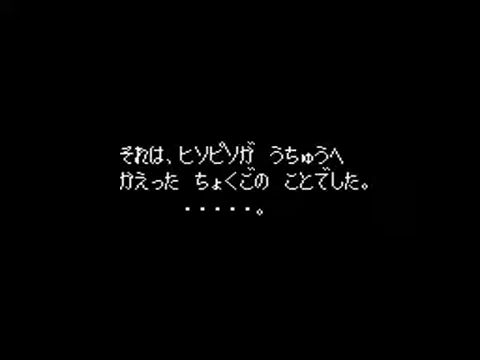 それは、ヒソピソが　うちゅうへ
かえった　ちょくごの　ことでした。
・・・・・。